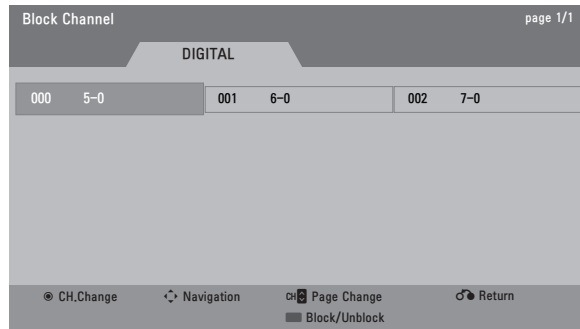 Block Channel page 1/1
DIGITAL
000 5-0 001 6-0 002 7-0
CH.Change Navigation CH Page Change Return
Block/Unblock